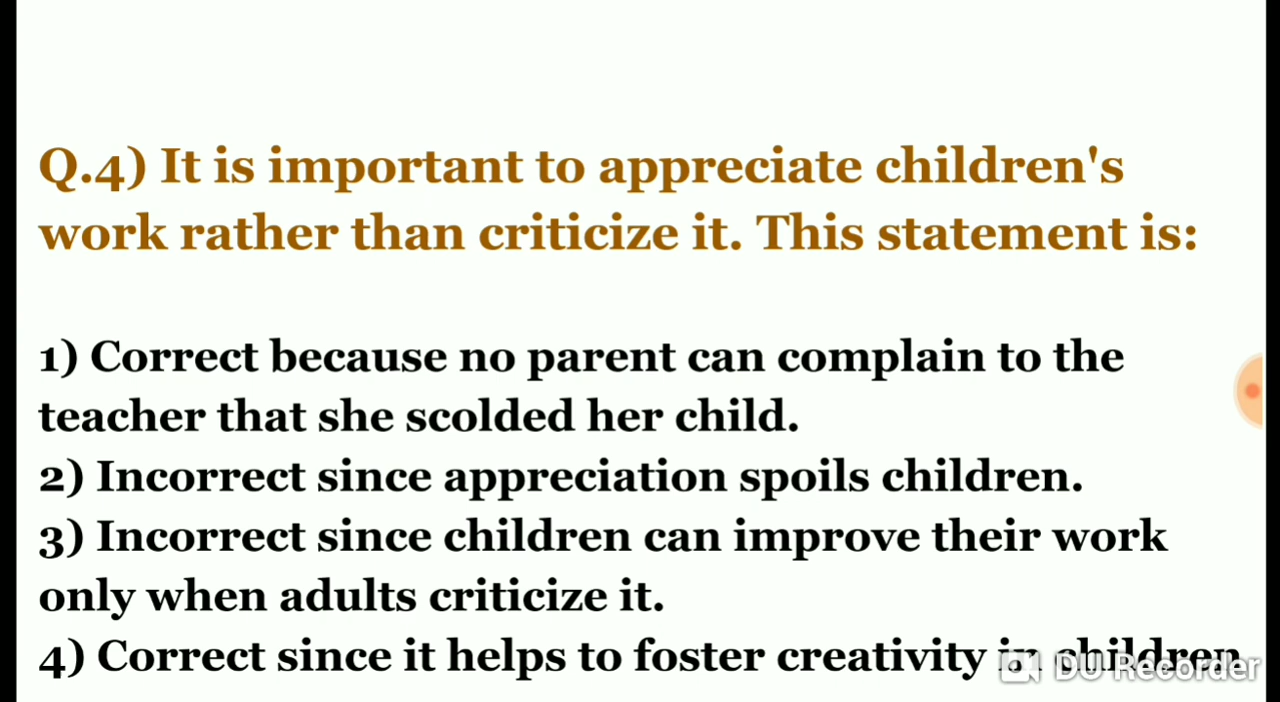 Q.4) It is important to appreciate children's
work rather than criticize it. This statement is:
1) Correct because no parent can complain to the
teacher that she scolded her child.
2) Incorrect since appreciation spoils children.
3) Incorrect since children can improve their work
only when adults criticize it.
4) Correct since it helps to foster creativity in children
DU Recorder